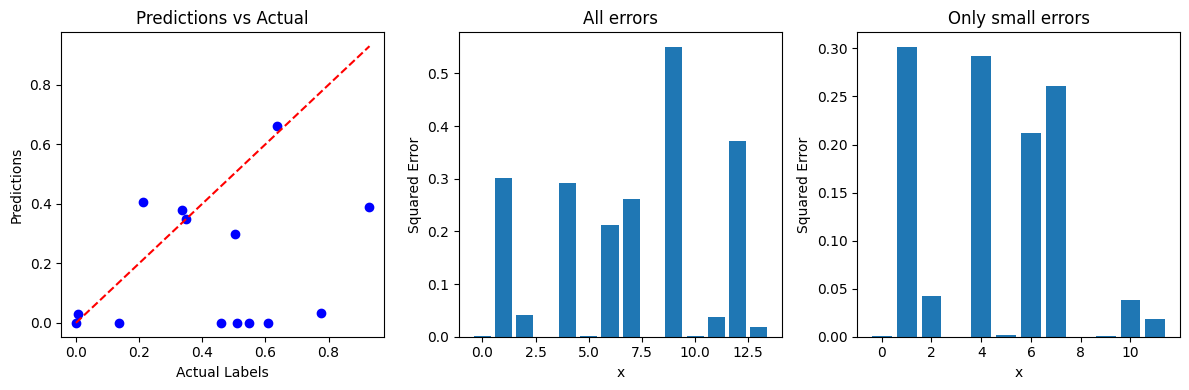 Predictions vs Actual
0.8
0.6
0.4
0.2
0.0
Predictions
0.0 0.2 0.4 0.6 0.8
Actual Labels
All errors
0.5
0.4
0.3
0.2
0.1
0.0
Squared Error
0.0 2.5 5.0 7.5 10.0 12.5
x
Only small errors
0.30
0.25
0.20
0.15
0.10
0.05
0.00
Squared Error
0 2 4 6 8 10
x